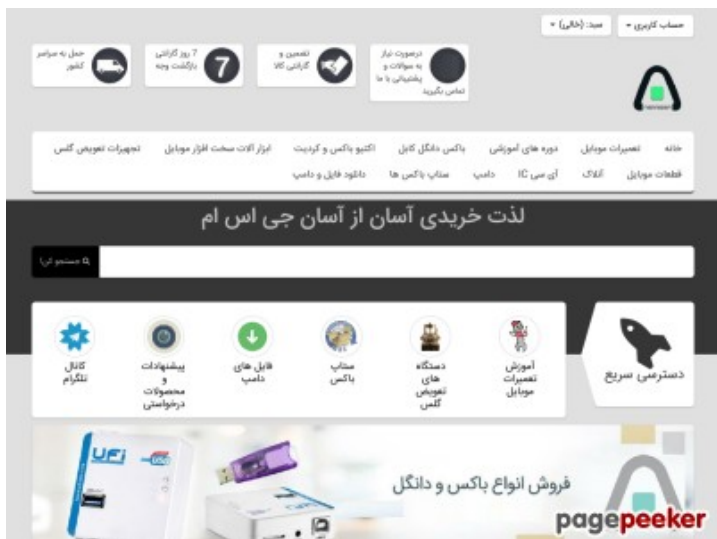 حساب کاربری
سبد: (خالی)
درصورت نیاز
به سوالات و
پشتیبانی با ما
تماس بگیرید
تضمین و
گارانتی کالا
7 روز گارانتی
بازگشت وجه
7
حمل به سراسر
کشور
خانه تعمیرات موبایل دوره های آموزشی باکس دانگل کابل اکتیو باکس و کردیت ابزار آلات سخت افزار موبایل تجهیزات تعویض گلس
قطعات موبایل آنلاک آی سی IC دامپ ستاپ باکس ها دانلود فایل و دامپ
لذت خریدی آسان از آسان جی اس ام
جستجو کن!
دسترسی سریع
آموزش
تعمیرات
موبایل
دستگاه
های
تعویض
گلس
ستاپ
باکس
فایل های
دامپ
پیشنهادات
و
محصولات
درخواستی
کانال
تلگرام
فروش انواع باکس و دانگل
UFi
pagepeeker